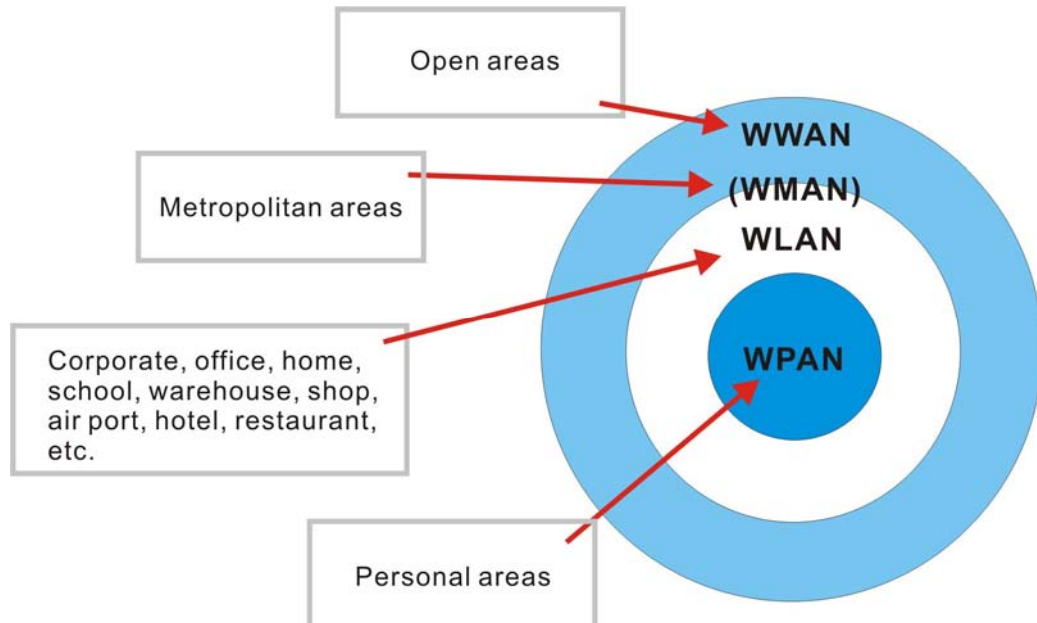 Open areas
WWAN
(WMAN)
Metropolitan areas
WLAN
Corporate, office, home,
school, warehouse, shop,
air port, hotel, restaurant,
etc.
WPAN
Personal areas